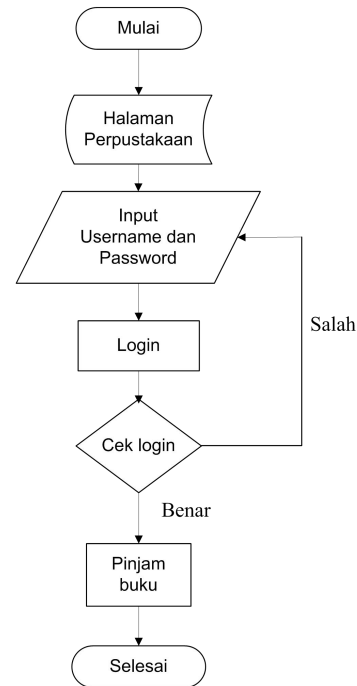 Mulai
Halaman
Perpustakaan
Input
Username dan
Password
Salah
Login
Cek login
Benar
Pinjam
buku
Selesai